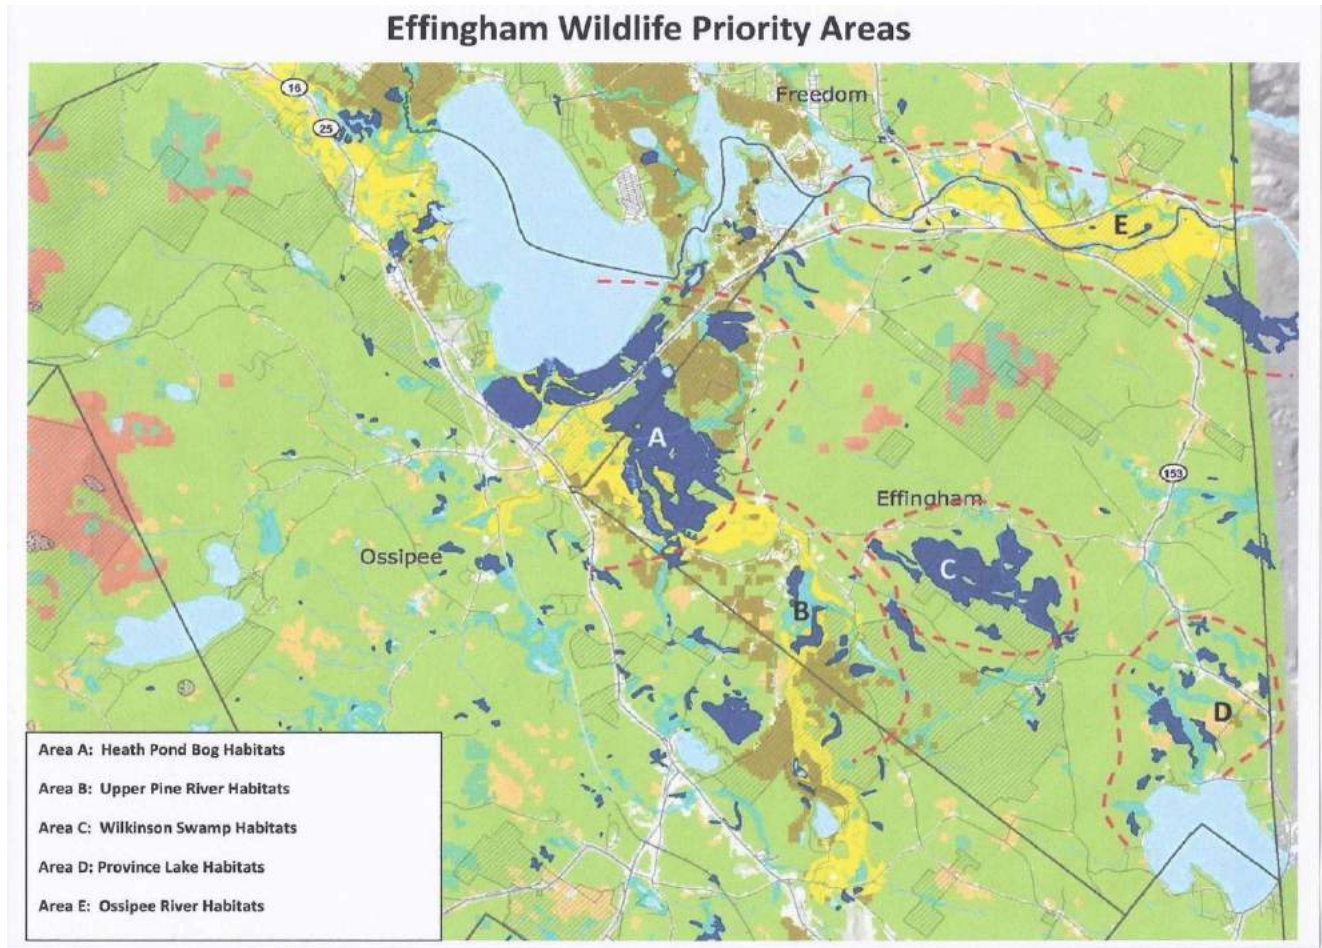 Effingham Wildlife Priority Areas
16
Freedom
25
E
A
153
Effingham
Ossipee
C
B
D
Area A: Heath Pond Bog Habitats
Area B: Upper Pine River Habitats
Area C: Wilkinson Swamp Habitats
Area D: Province Lake Habitats
Area E: Ossipee River Habitats